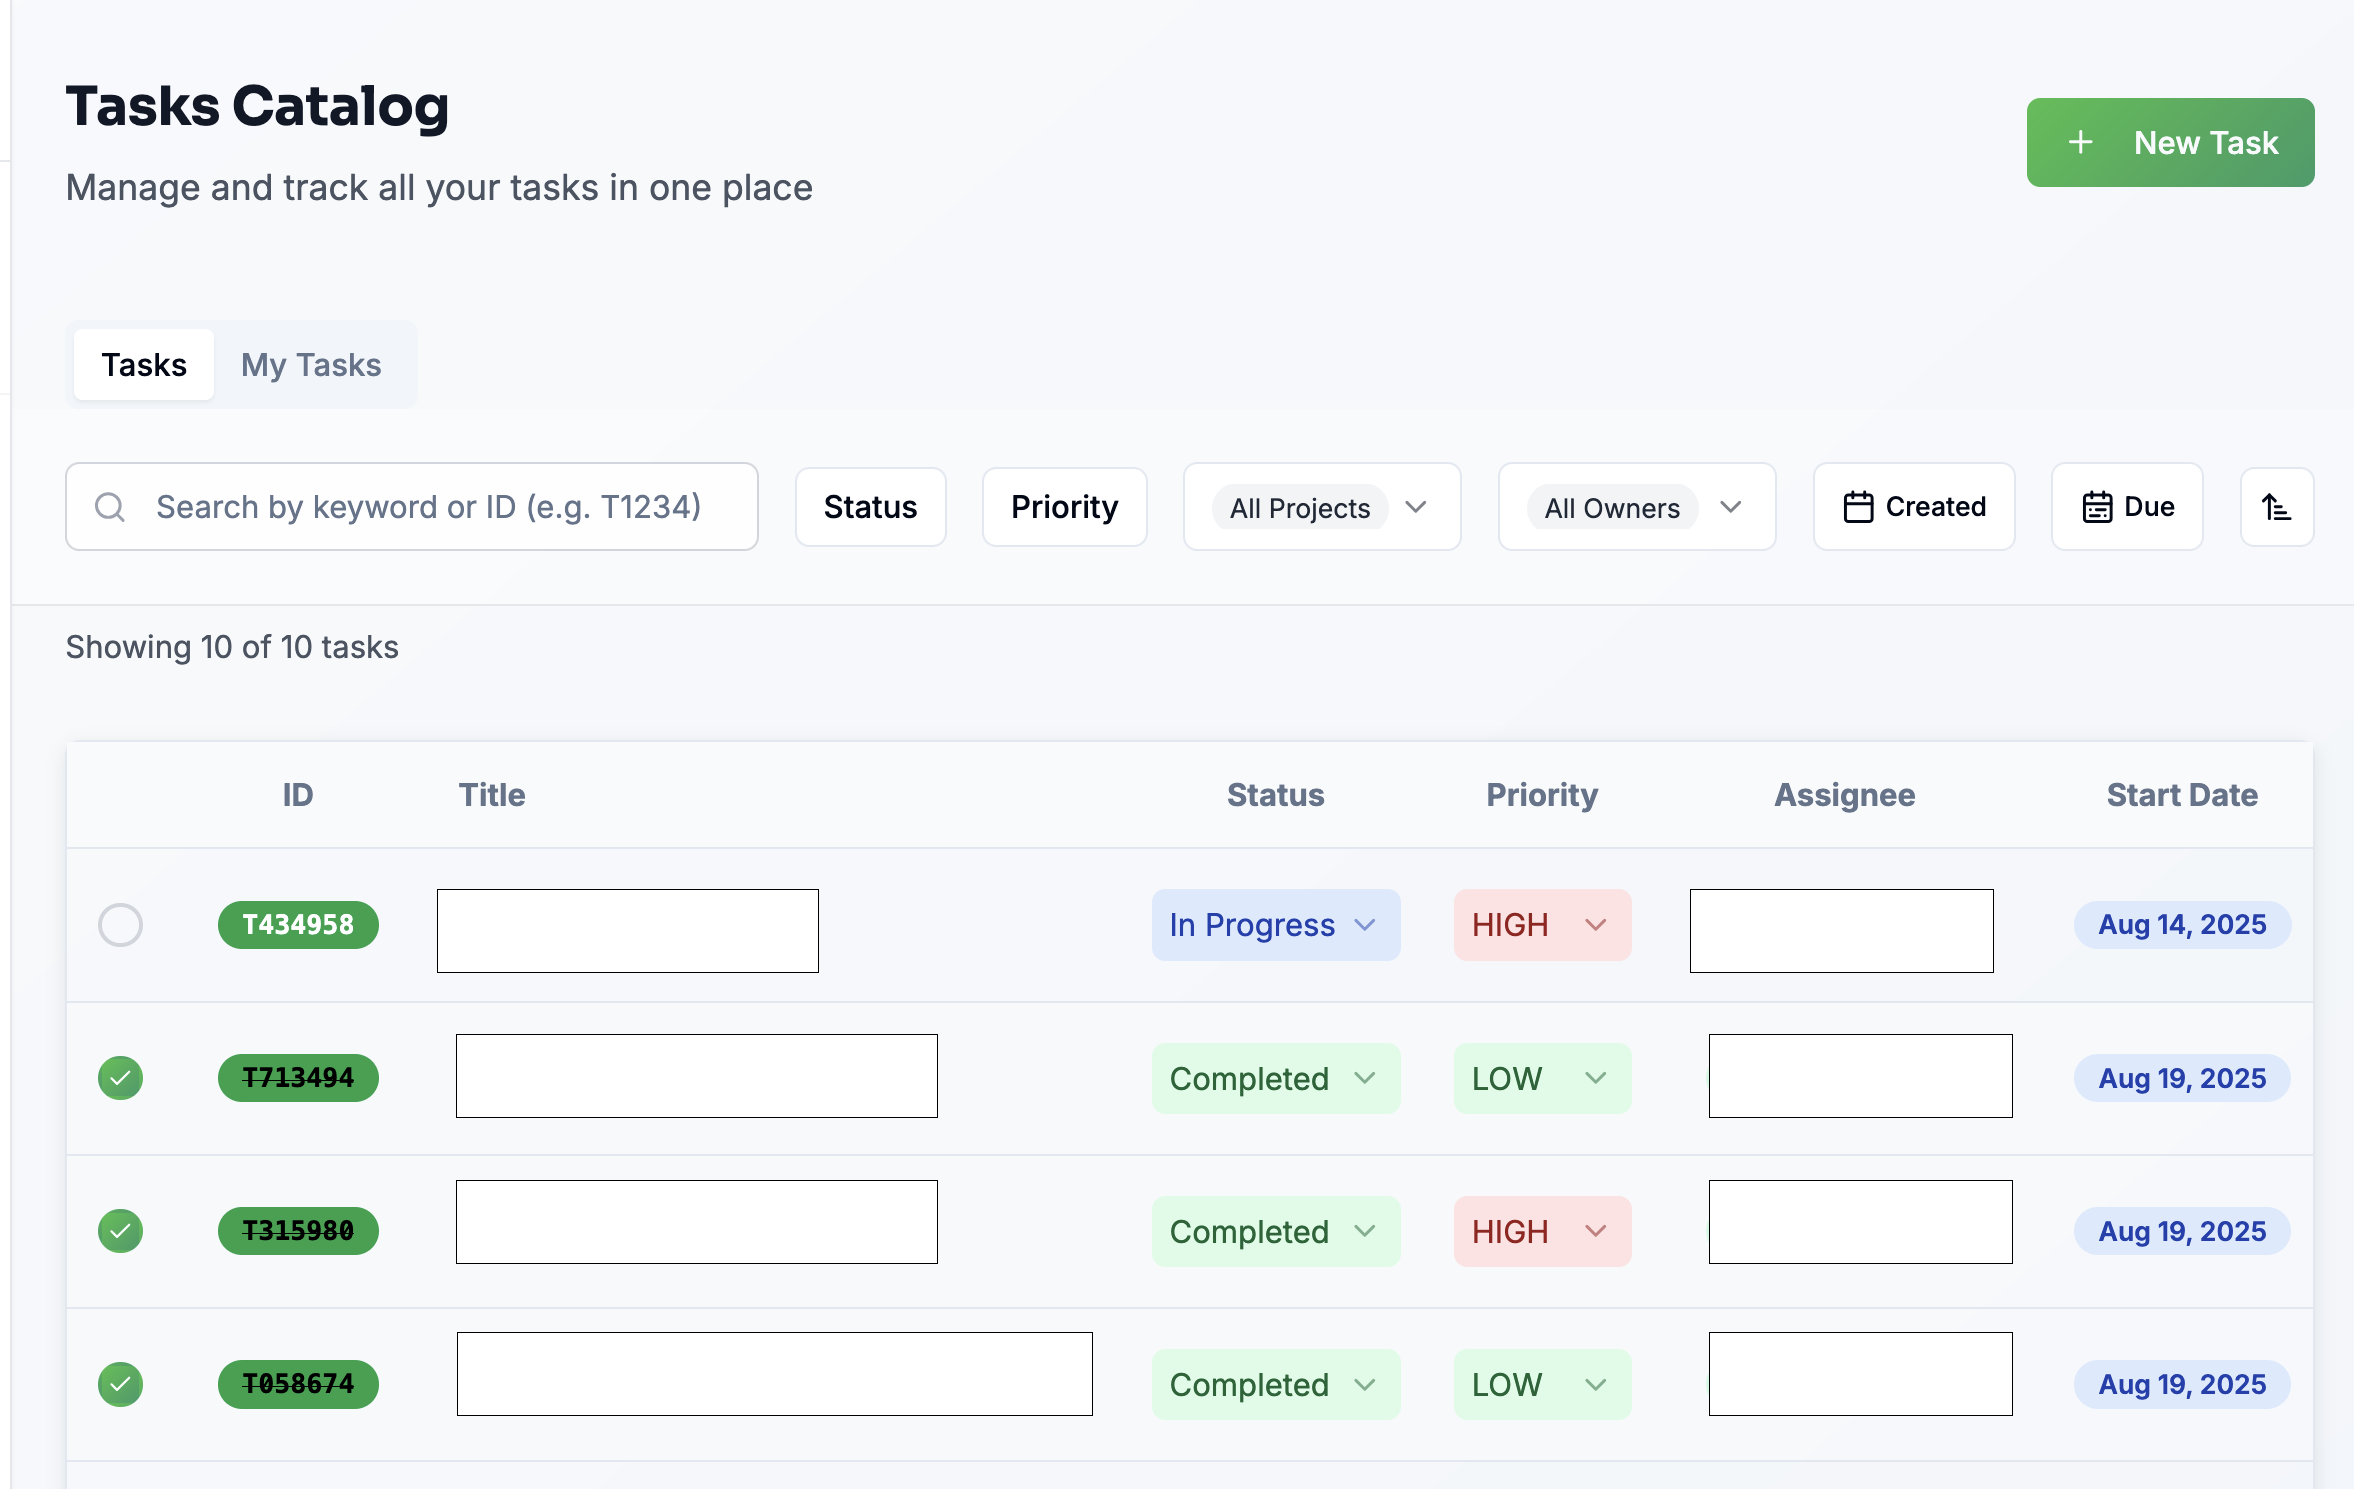 Tasks Catalog
Manage and track all your tasks in one place
+ New Task
Tasks My Tasks
Search by keyword or ID (e.g. T1234) Status Priority All Projects All Owners Created Due
Showing 10 of 10 tasks
ID Title Status Priority Assignee Start Date
T434958 In Progress HIGH Aug 14, 2025
T713494 Completed LOW Aug 19, 2025
T315980 Completed HIGH Aug 19, 2025
T058674 Completed LOW Aug 19, 2025